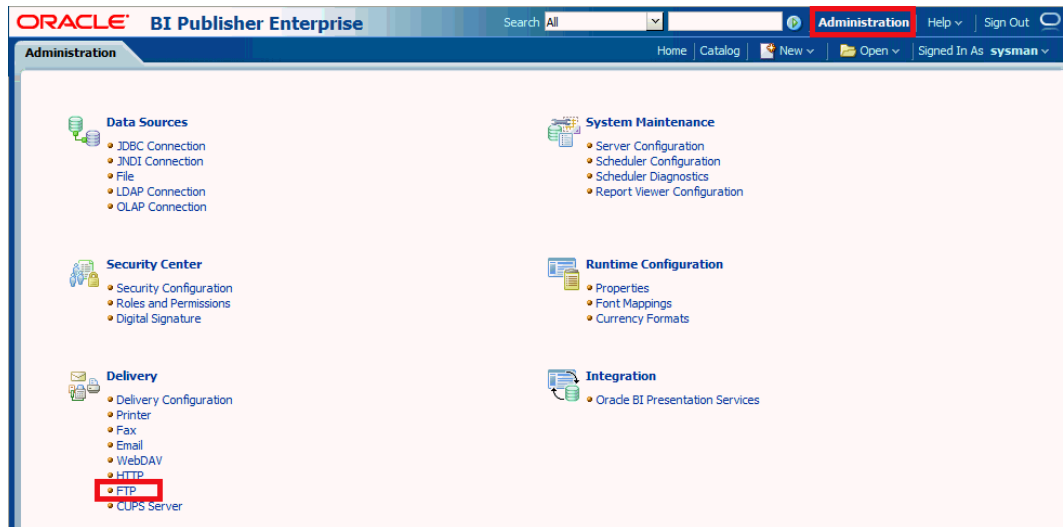 ORACLE BI Publisher Enterprise Search All Administration Help Sign Out
Administration Home Catalog New Open Signed In As sysman
Data Sources
JDBC Connection
JNDI Connection
File
LDAP Connection
OLAP Connection
System Maintenance
Server Configuration
Scheduler Configuration
Scheduler Diagnostics
Report Viewer Configuration
Security Center
Security Configuration
Roles and Permissions
Digital Signature
Runtime Configuration
Properties
Font Mappings
Currency Formats
Delivery
Delivery Configuration
Printer
Fax
Email
WebDAV
HTTP
FTP
CUPS Server
Integration
Oracle BI Presentation Services